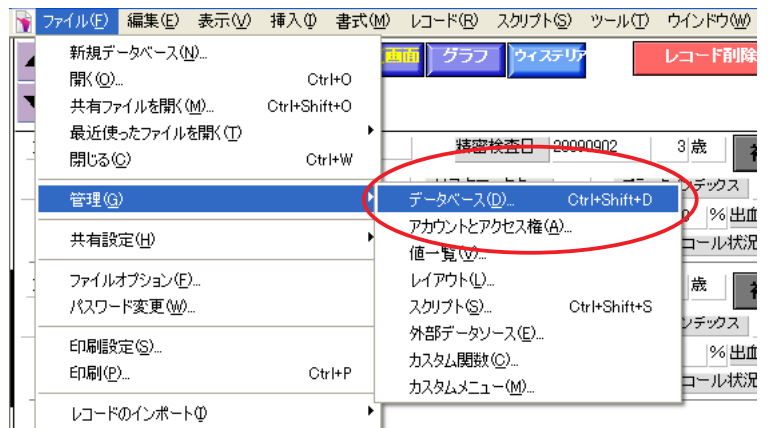 ファイル(F) 編集(E) 表示(V) 挿入(I) 書式(M) レコード(R) スクリプト(S) ツール(T) ウインドウ(W)
新規データベース(N)...
画面 グラフ ウィステリア レコード削除
開く(O)... Ctrl+O
共有ファイルを開く(M)... Ctrl+Shift+O
最近使ったファイルを開く(T)
閉じる(C) Ctrl+W
精密検査日 20090902 3 歳
管理(G)
データベース(D)... Ctrl+Shift+D
アカウントとアクセス権(A)... % 出血
共有設定(H)
値一覧(V)... コール状況
ファイルオプション(F)...
レイアウト(L)... 歳
パスワード変更(W)...
スクリプト(S)... Ctrl+Shift+S
外部データソース(E)... ンデックス
印刷設定(S)...
カスタム関数(C)... % 出血
印刷(P)... Ctrl+P
カスタムメニュー(M)... コール状況
レコードのインポート(I)